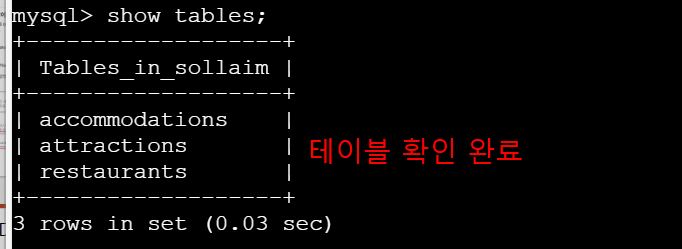 mysql> show tables;
+-------------------+
| Tables_in_sollaim |
+-------------------+
| accommodations    |
| attractions       |
| restaurants       |
테이블 확인 완료
+-------------------+
3 rows in set (0.03 sec)